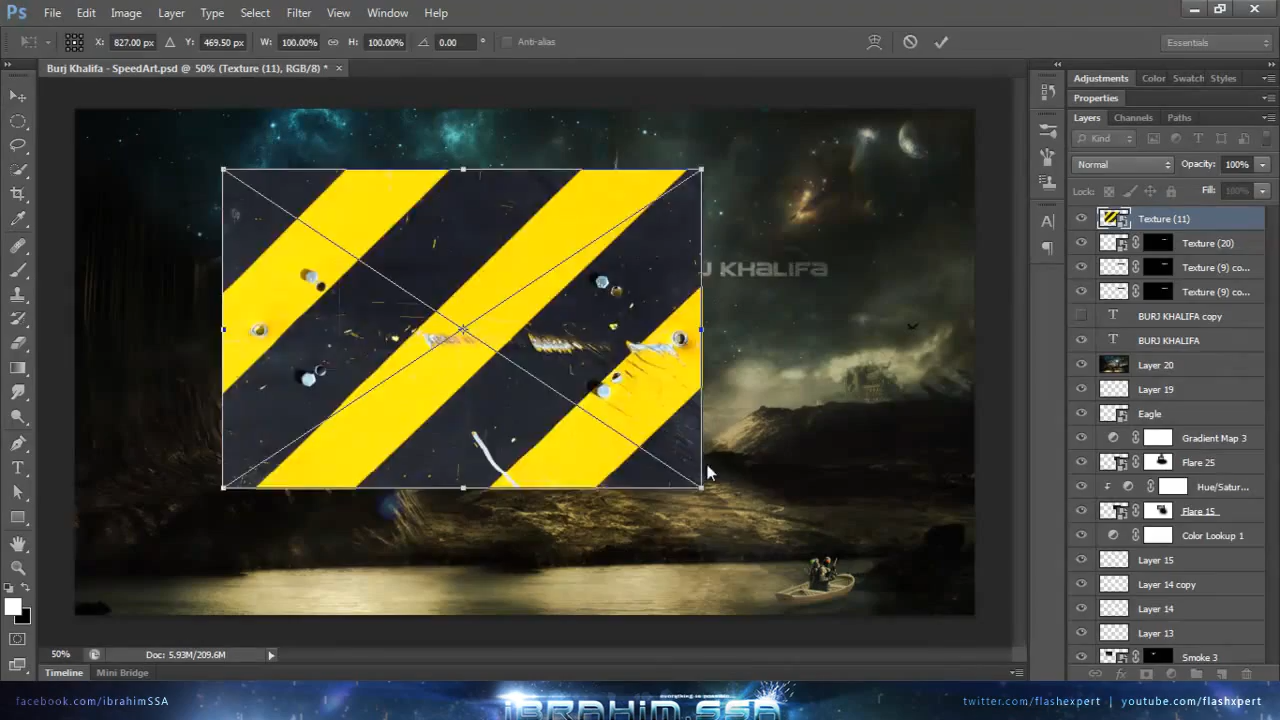 Ps File Edit Image Layer Type Select Filter View Window Help
X: 827.00 px Y: 469.50 px W: 100.00% H: 100.00% 0.00 ° Anti-alias Essentials
Burj Khalifa - SpeedArt.psd @ 50% (Texture (11), RGB/8) * ×
Adjustments Color Swatch Styles
Properties
Layers Channels Paths
Kind
Normal Opacity: 100%
Lock: Fill: 100%
Texture (11)
Texture (20)
Texture (9) co...
Texture (9) co...
BURJ KHALIFA copy
BURJ KHALIFA
Layer 20
Layer 19
Eagle
Gradient Map 3
Flare 25
Hue/Satur...
Flare 15
Color Lookup 1
Layer 15
Layer 14 copy
Layer 14
Layer 13
Smoke 3
J KHALIFA
50% Doc: 5.93M/209.6M
Timeline Mini Bridge
facebook.com/ibrahimSSA iBRAHiM.SSA twitter.com/flashexpert | youtube.com/flashxpert